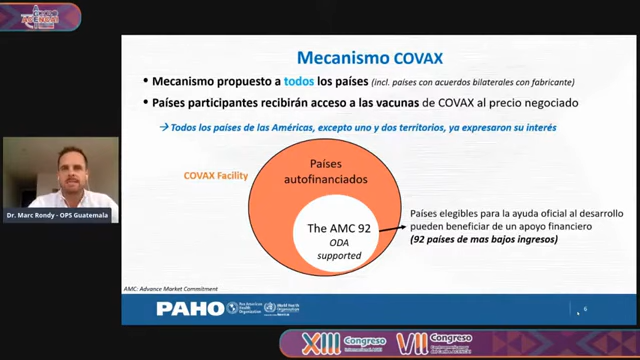 Mecanismo COVAX
• Mecanismo propuesto a todos los países (incl. países con acuerdos bilaterales con fabricante)
• Países participantes recibirán acceso a las vacunas de COVAX al precio negociado
→ Todos los países de las Américas, excepto uno y dos territorios, ya expresaron su interés
COVAX Facility
Países
autofinanciados
The AMC 92
ODA
supported
Países elegibles para la ayuda oficial al desarrollo
pueden beneficiar de un apoyo financiero
(92 países de mas bajos ingresos)
Dr. Marc Rondy - OPS Guatemala
AMC: Advance Market Commitment
PAHO
Pan American
Health
Organization
World Health
Organization
6
XIII Congreso
VII Congreso